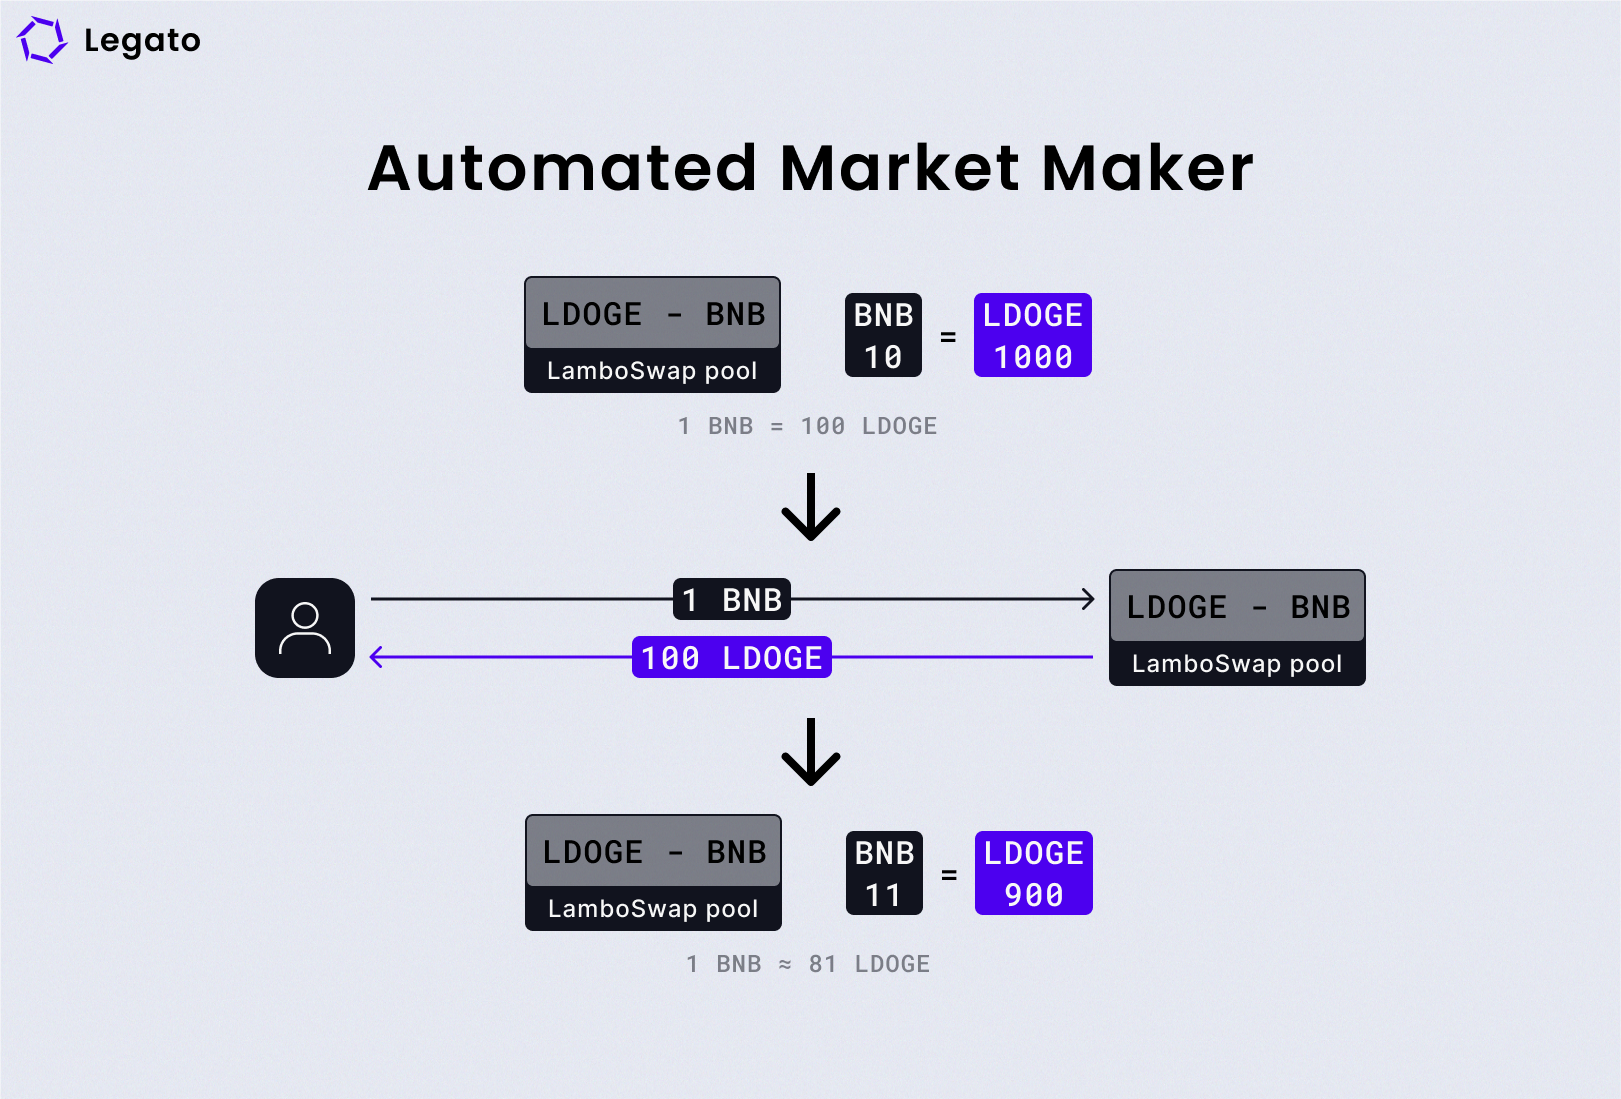 Legato
Automated Market Maker
LDOGE - BNB
LamboSwap pool
BNB
10
=
LDOGE
1000
1 BNB = 100 LDOGE
1 BNB
100 LDOGE
LDOGE - BNB
LamboSwap pool
LDOGE - BNB
LamboSwap pool
BNB
11
=
LDOGE
900
1 BNB ≈ 81 LDOGE